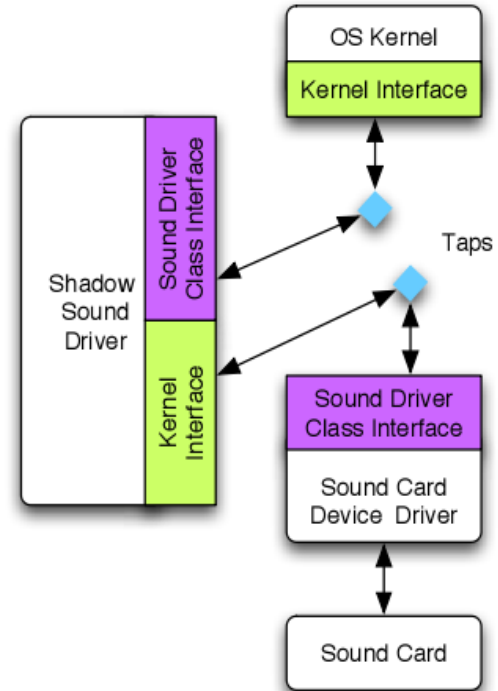 OS Kernel
Kernel Interface
Sound Driver
Class Interface
Taps
Shadow
Sound
Driver
Kernel
Interface
Sound Driver
Class Interface
Sound Card
Device Driver
Sound Card